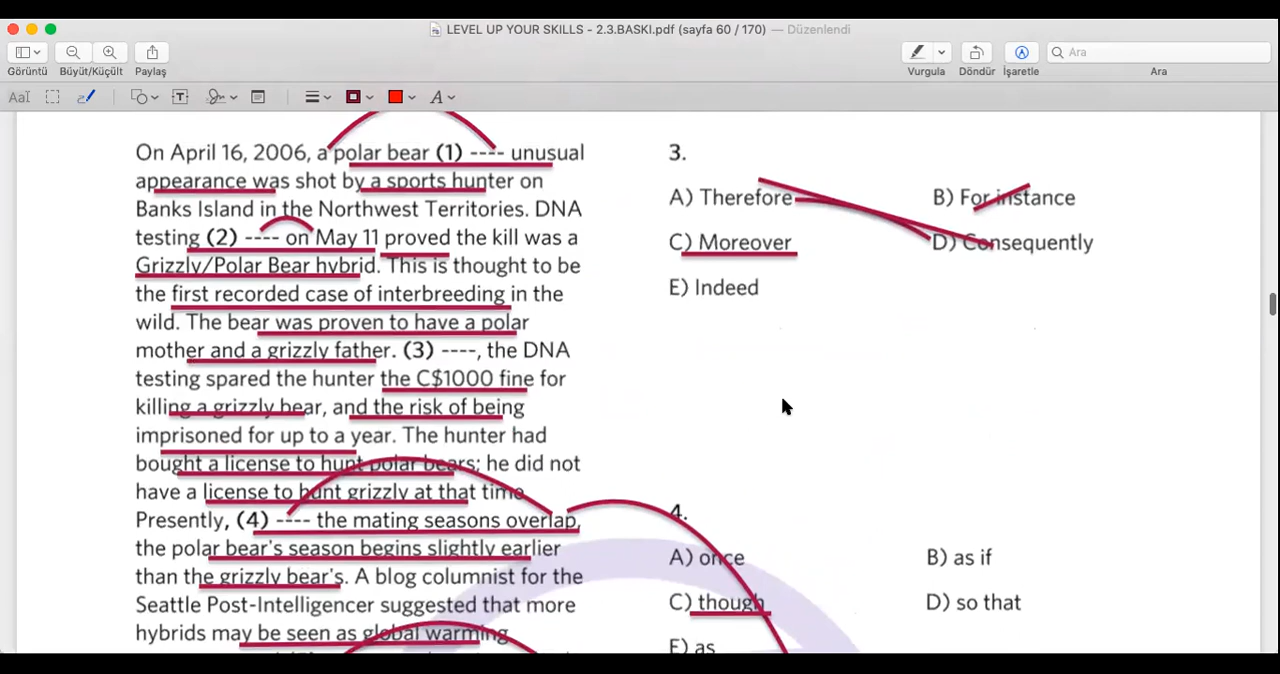 LEVEL UP YOUR SKILLS - 2.3.BASKI.pdf (sayfa 60 / 170) — Düzenlendi
Ara
Görüntü Büyüt/Küçült Paylaş Vurgula Döndür İşaretle Ara
On April 16, 2006, a polar bear (1) ---- unusual
appearance was shot by a sports hunter on
Banks Island in the Northwest Territories. DNA
testing (2) ---- on May 11 proved the kill was a
Grizzly/Polar Bear hybrid. This is thought to be
the first recorded case of interbreeding in the
wild. The bear was proven to have a polar
mother and a grizzly father. (3) ----, the DNA
testing spared the hunter the C$1000 fine for
killing a grizzly bear, and the risk of being
imprisoned for up to a year. The hunter had
bought a license to hunt polar bears; he did not
have a license to hunt grizzly at that time.
Presently, (4) ---- the mating seasons overlap,
the polar bear's season begins slightly earlier
than the grizzly bear's. A blog columnist for the
Seattle Post-Intelligencer suggested that more
hybrids may be seen as global warming
3.
A) Therefore B) For instance
C) Moreover D) Consequently
E) Indeed
4.
A) once B) as if
C) though D) so that
E) as